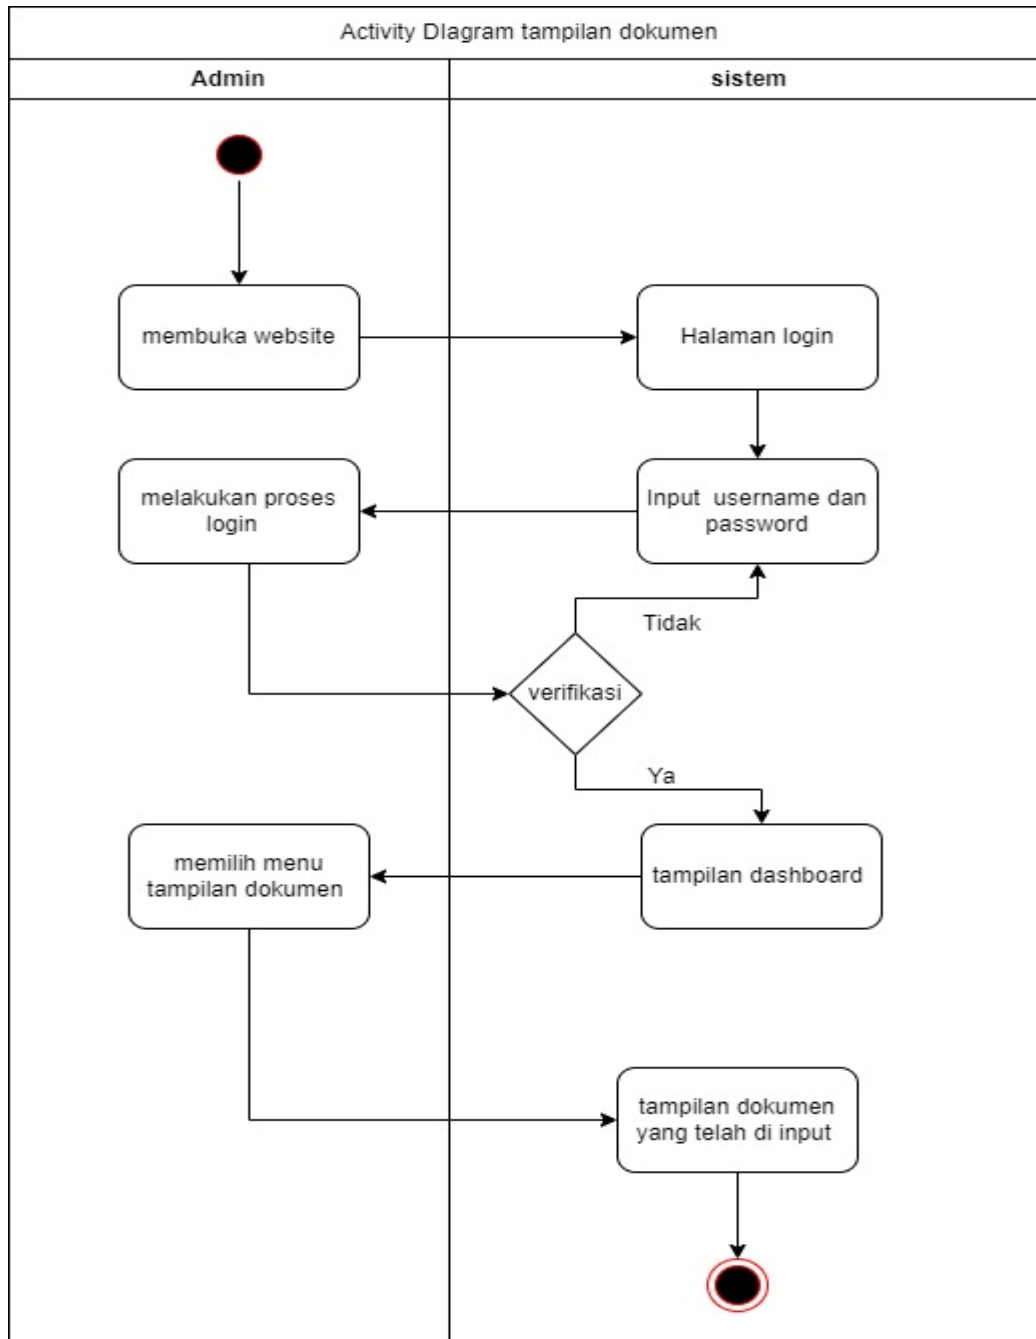 Activity DIagram tampilan dokumen
Admin
sistem
membuka website
Halaman login
melakukan proses
login
Input username dan
password
Tidak
verifikasi
Ya
memilih menu
tampilan dokumen
tampilan dashboard
tampilan dokumen
yang telah di input